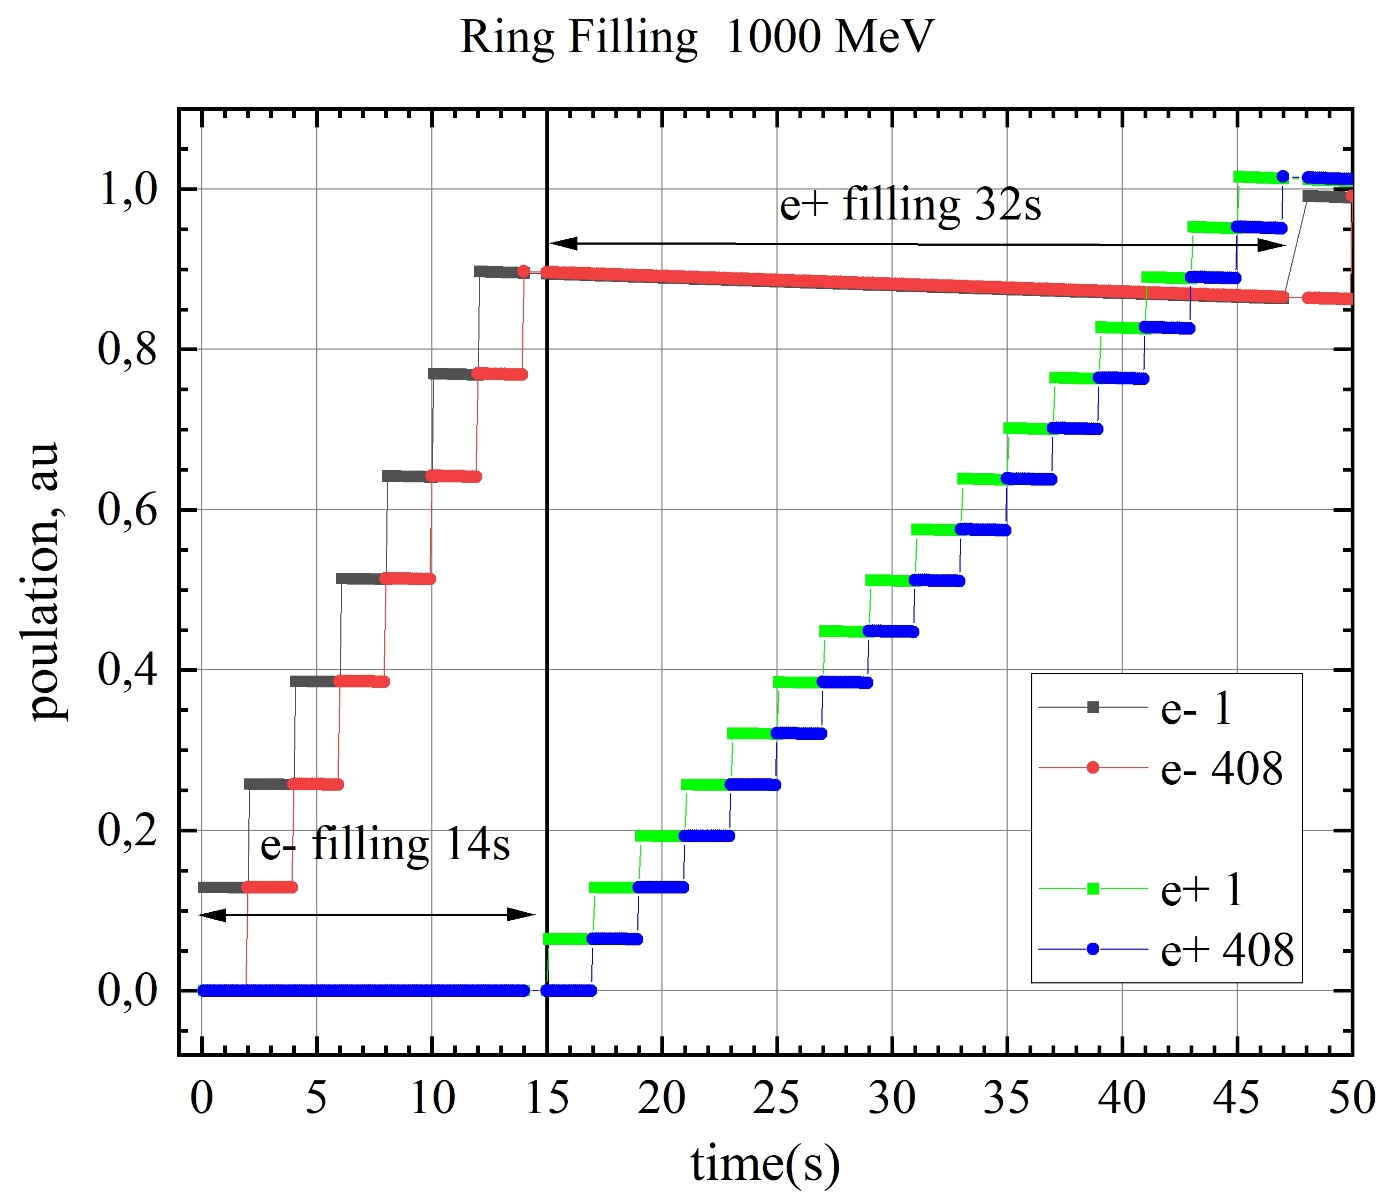 Ring Filling 1000 MeV
poulation, au
1,0
0,8
0,6
0,4
0,2
0,0
e+ filling 32s
e- filling 14s
e- 1
e- 408
e+ 1
e+ 408
0 5 10 15 20 25 30 35 40 45 50
time(s)